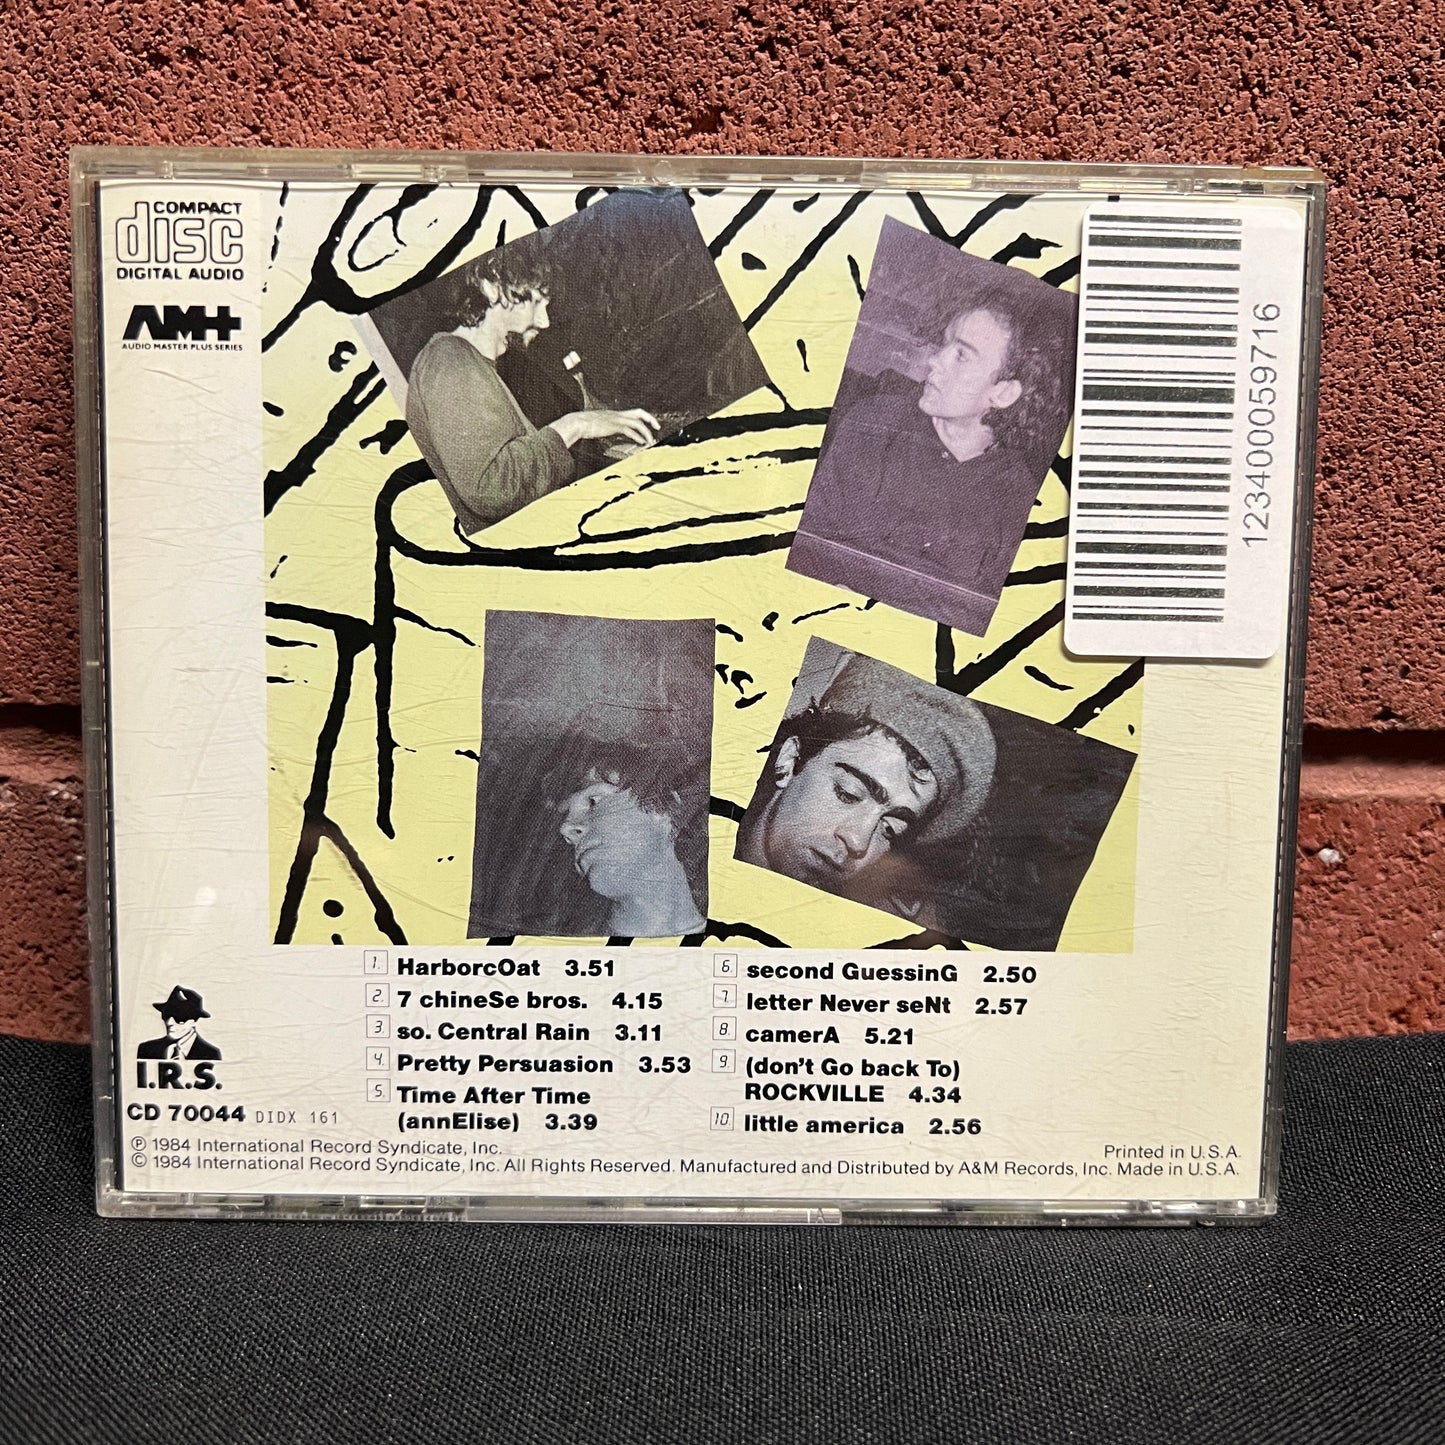 COMPACT
disc
DIGITAL AUDIO
AM+
AUDIO MASTER PLUS SERIES
1234000059716
1. HarborcOat 3.51
2. 7 chineSe bros. 4.15
3. so. Central Rain 3.11
4. Pretty Persuasion 3.53
5. Time After Time
(annElise) 3.39
6. second GuessinG 2.50
7. letter Never seNt 2.57
8. camerA 5.21
9. (don't Go back To)
ROCKVILLE 4.34
10. little america 2.56
I.R.S.
CD 70044 DIDX 161
℗ 1984 International Record Syndicate, Inc.
Printed in U.S.A.
© 1984 International Record Syndicate, Inc. All Rights Reserved. Manufactured and Distributed by A&M Records, Inc. Made in U.S.A.